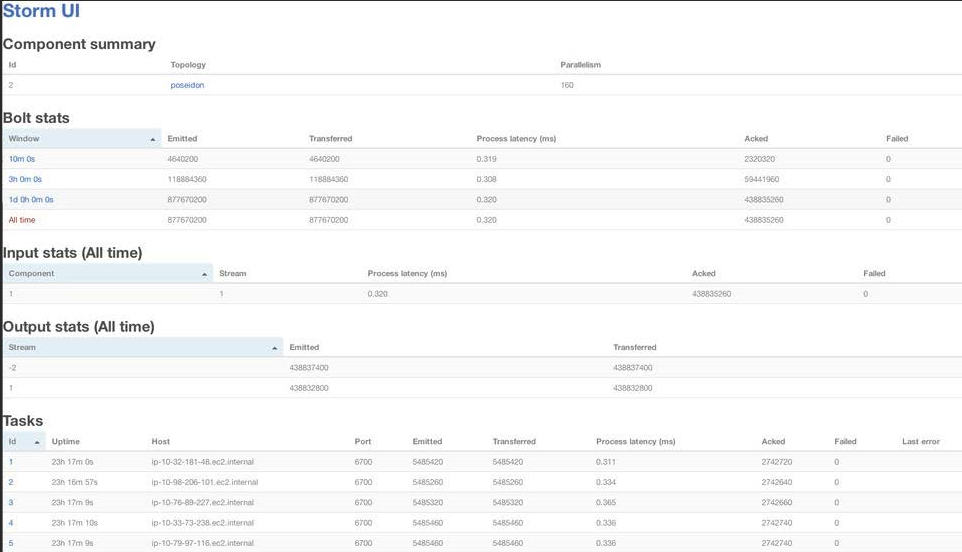 Storm UI
Component summary
Id Topology Parallelism
2 poseidon 160
Bolt stats
Window Emitted Transferred Process latency (ms) Acked Failed
10m 0s 4640200 4640200 0.319 2320320 0
3h 0m 0s 118884360 118884360 0.308 59441960 0
1d 0h 0m 0s 877670200 877670200 0.320 438835260 0
All time 877670200 877670200 0.320 438835260 0
Input stats (All time)
Component Stream Process latency (ms) Acked Failed
1 1 0.320 438835260 0
Output stats (All time)
Stream Emitted Transferred
-2 438837400 438837400
1 438832800 438832800
Tasks
Id Uptime Host Port Emitted Transferred Process latency (ms) Acked Failed Last error
1 23h 17m 0s ip-10-32-181-48.ec2.internal 6700 5485420 5485420 0.311 2742720 0
2 23h 16m 57s ip-10-98-206-101.ec2.internal 6700 5485260 5485260 0.334 2742640 0
3 23h 17m 9s ip-10-76-89-227.ec2.internal 6700 5485320 5485320 0.365 2742660 0
4 23h 17m 10s ip-10-33-73-238.ec2.internal 6700 5485460 5485460 0.336 2742740 0
5 23h 17m 9s ip-10-79-97-116.ec2.internal 6700 5485460 5485460 0.336 2742740 0